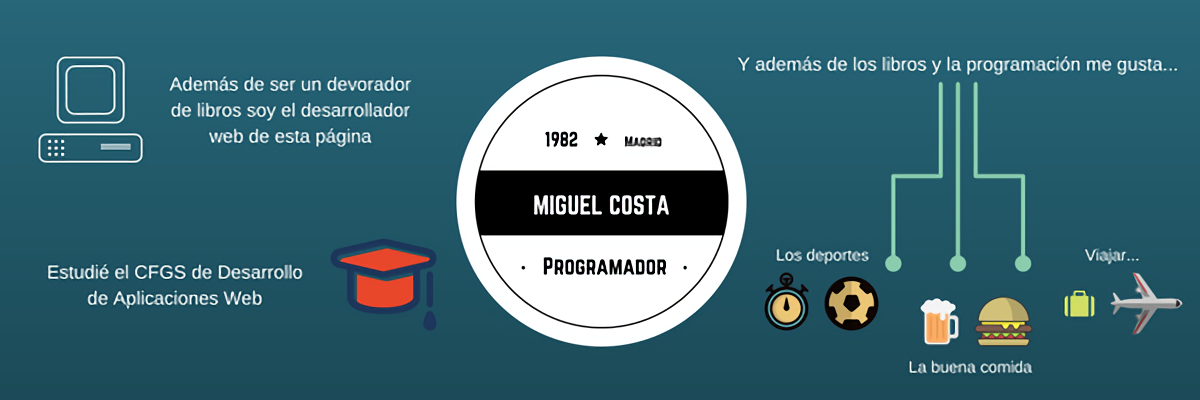 Además de ser un devorador
de libros soy el desarrollador
web de esta página
Estudié el CFGS de Desarrollo
de Aplicaciones Web
1982 ★ MADRID
MIGUEL COSTA
· PROGRAMADOR ·
Y además de los libros y la programación me gusta...
Los deportes
La buena comida
Viajar...